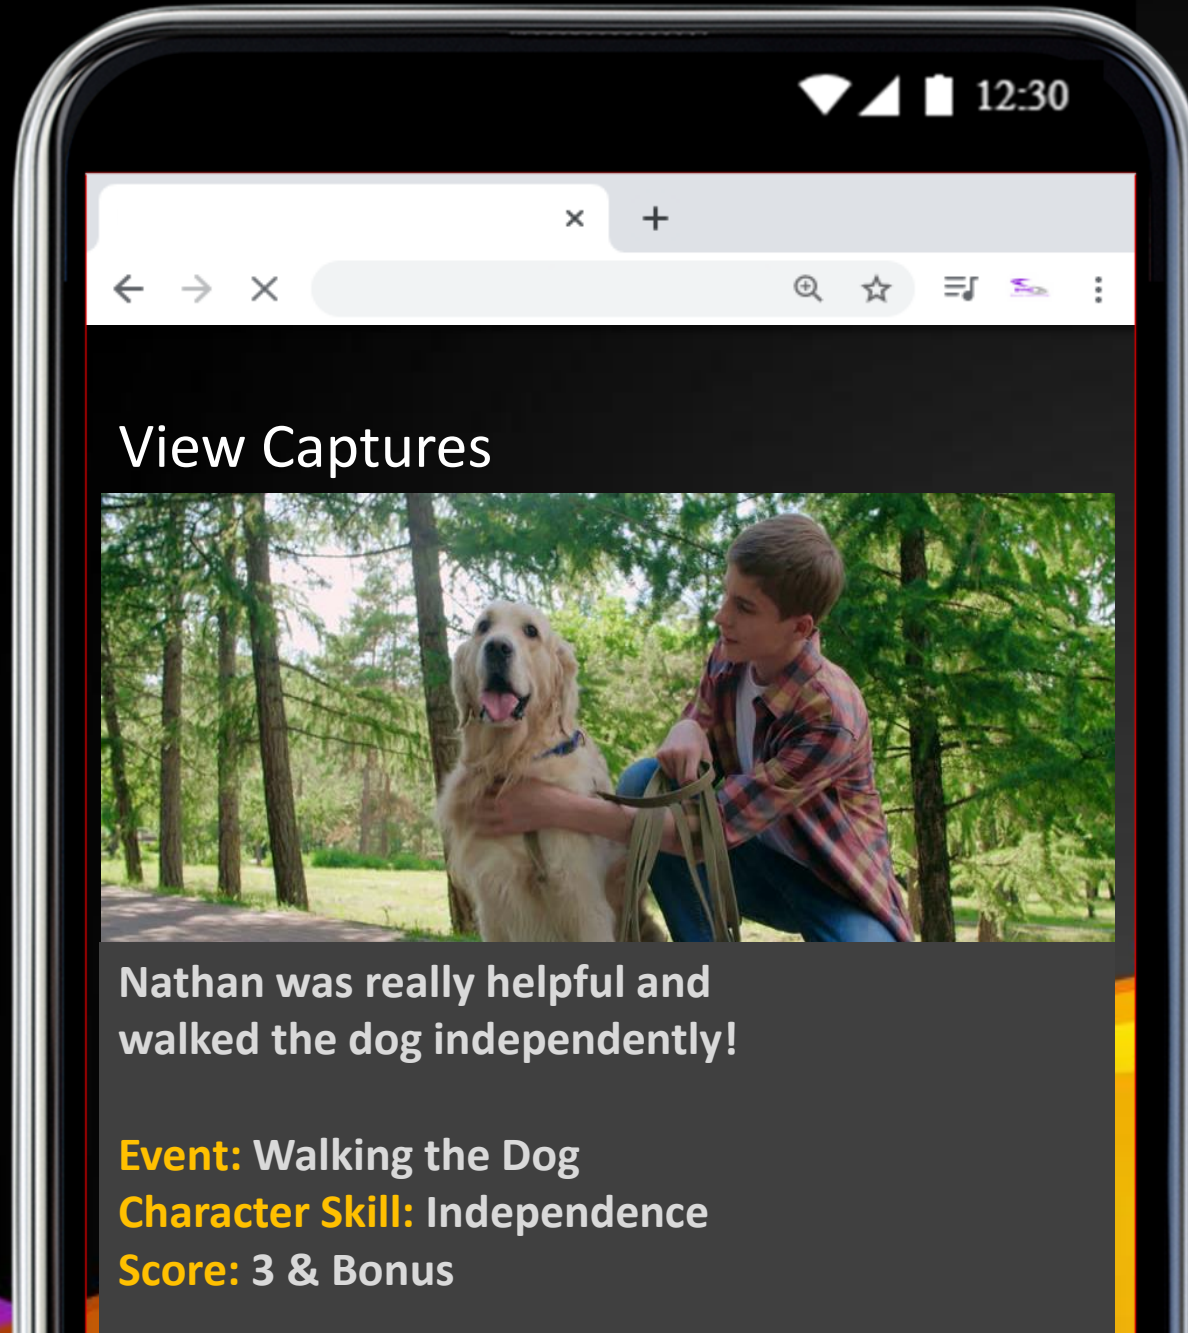 12:30
View Captures
Nathan was really helpful and
walked the dog independently!
Event: Walking the Dog
Character Skill: Independence
Score: 3 & Bonus